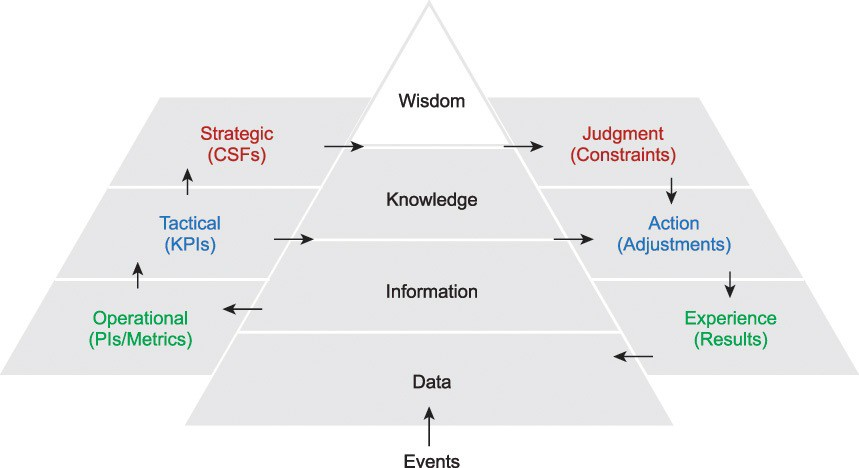 Wisdom
Strategic
(CSFs)
Judgment
(Constraints)
Knowledge
Tactical
(KPIs)
Action
(Adjustments)
Information
Operational
(PIs/Metrics)
Experience
(Results)
Data
Events